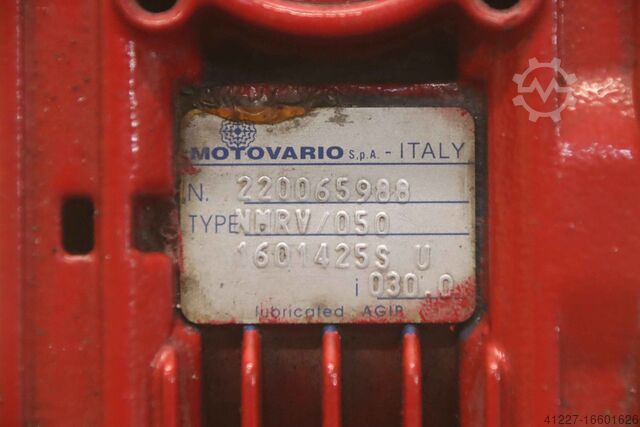 MOTOVARIO S.p.A. - ITALY
N. 220065988
TYPE NMRV/050
1601425S U
i 030.0
lubricated AGIP
41227-16601626